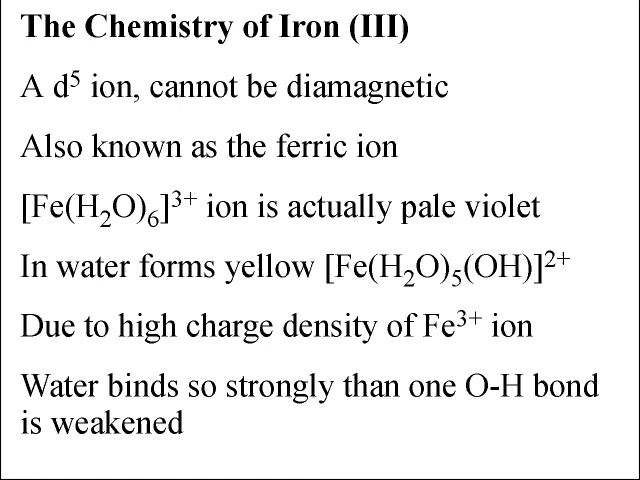 The Chemistry of Iron (III)
A d⁵ ion, cannot be diamagnetic
Also known as the ferric ion
[Fe(H₂O)₆]³⁺ ion is actually pale violet
In water forms yellow [Fe(H₂O)₅(OH)]²⁺
Due to high charge density of Fe³⁺ ion
Water binds so strongly than one O-H bond
is weakened